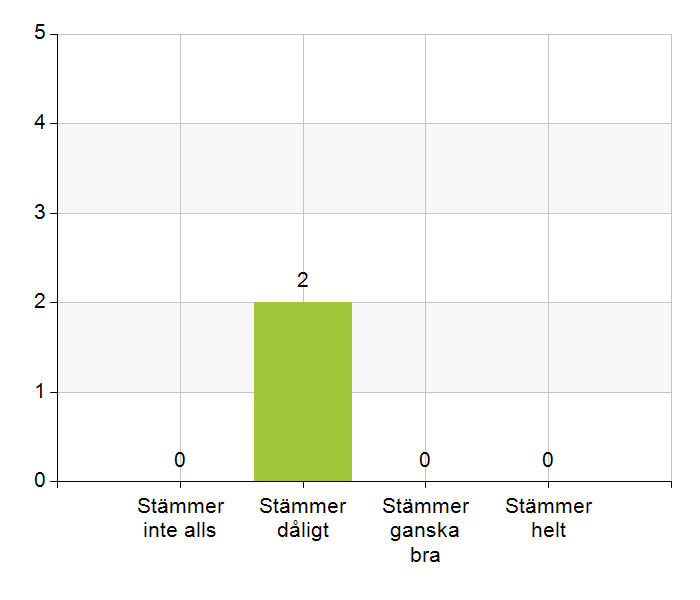 5
4
3
2
1
0
0
2
0
0
Stämmer
inte alls
Stämmer
dåligt
Stämmer
ganska
bra
Stämmer
helt